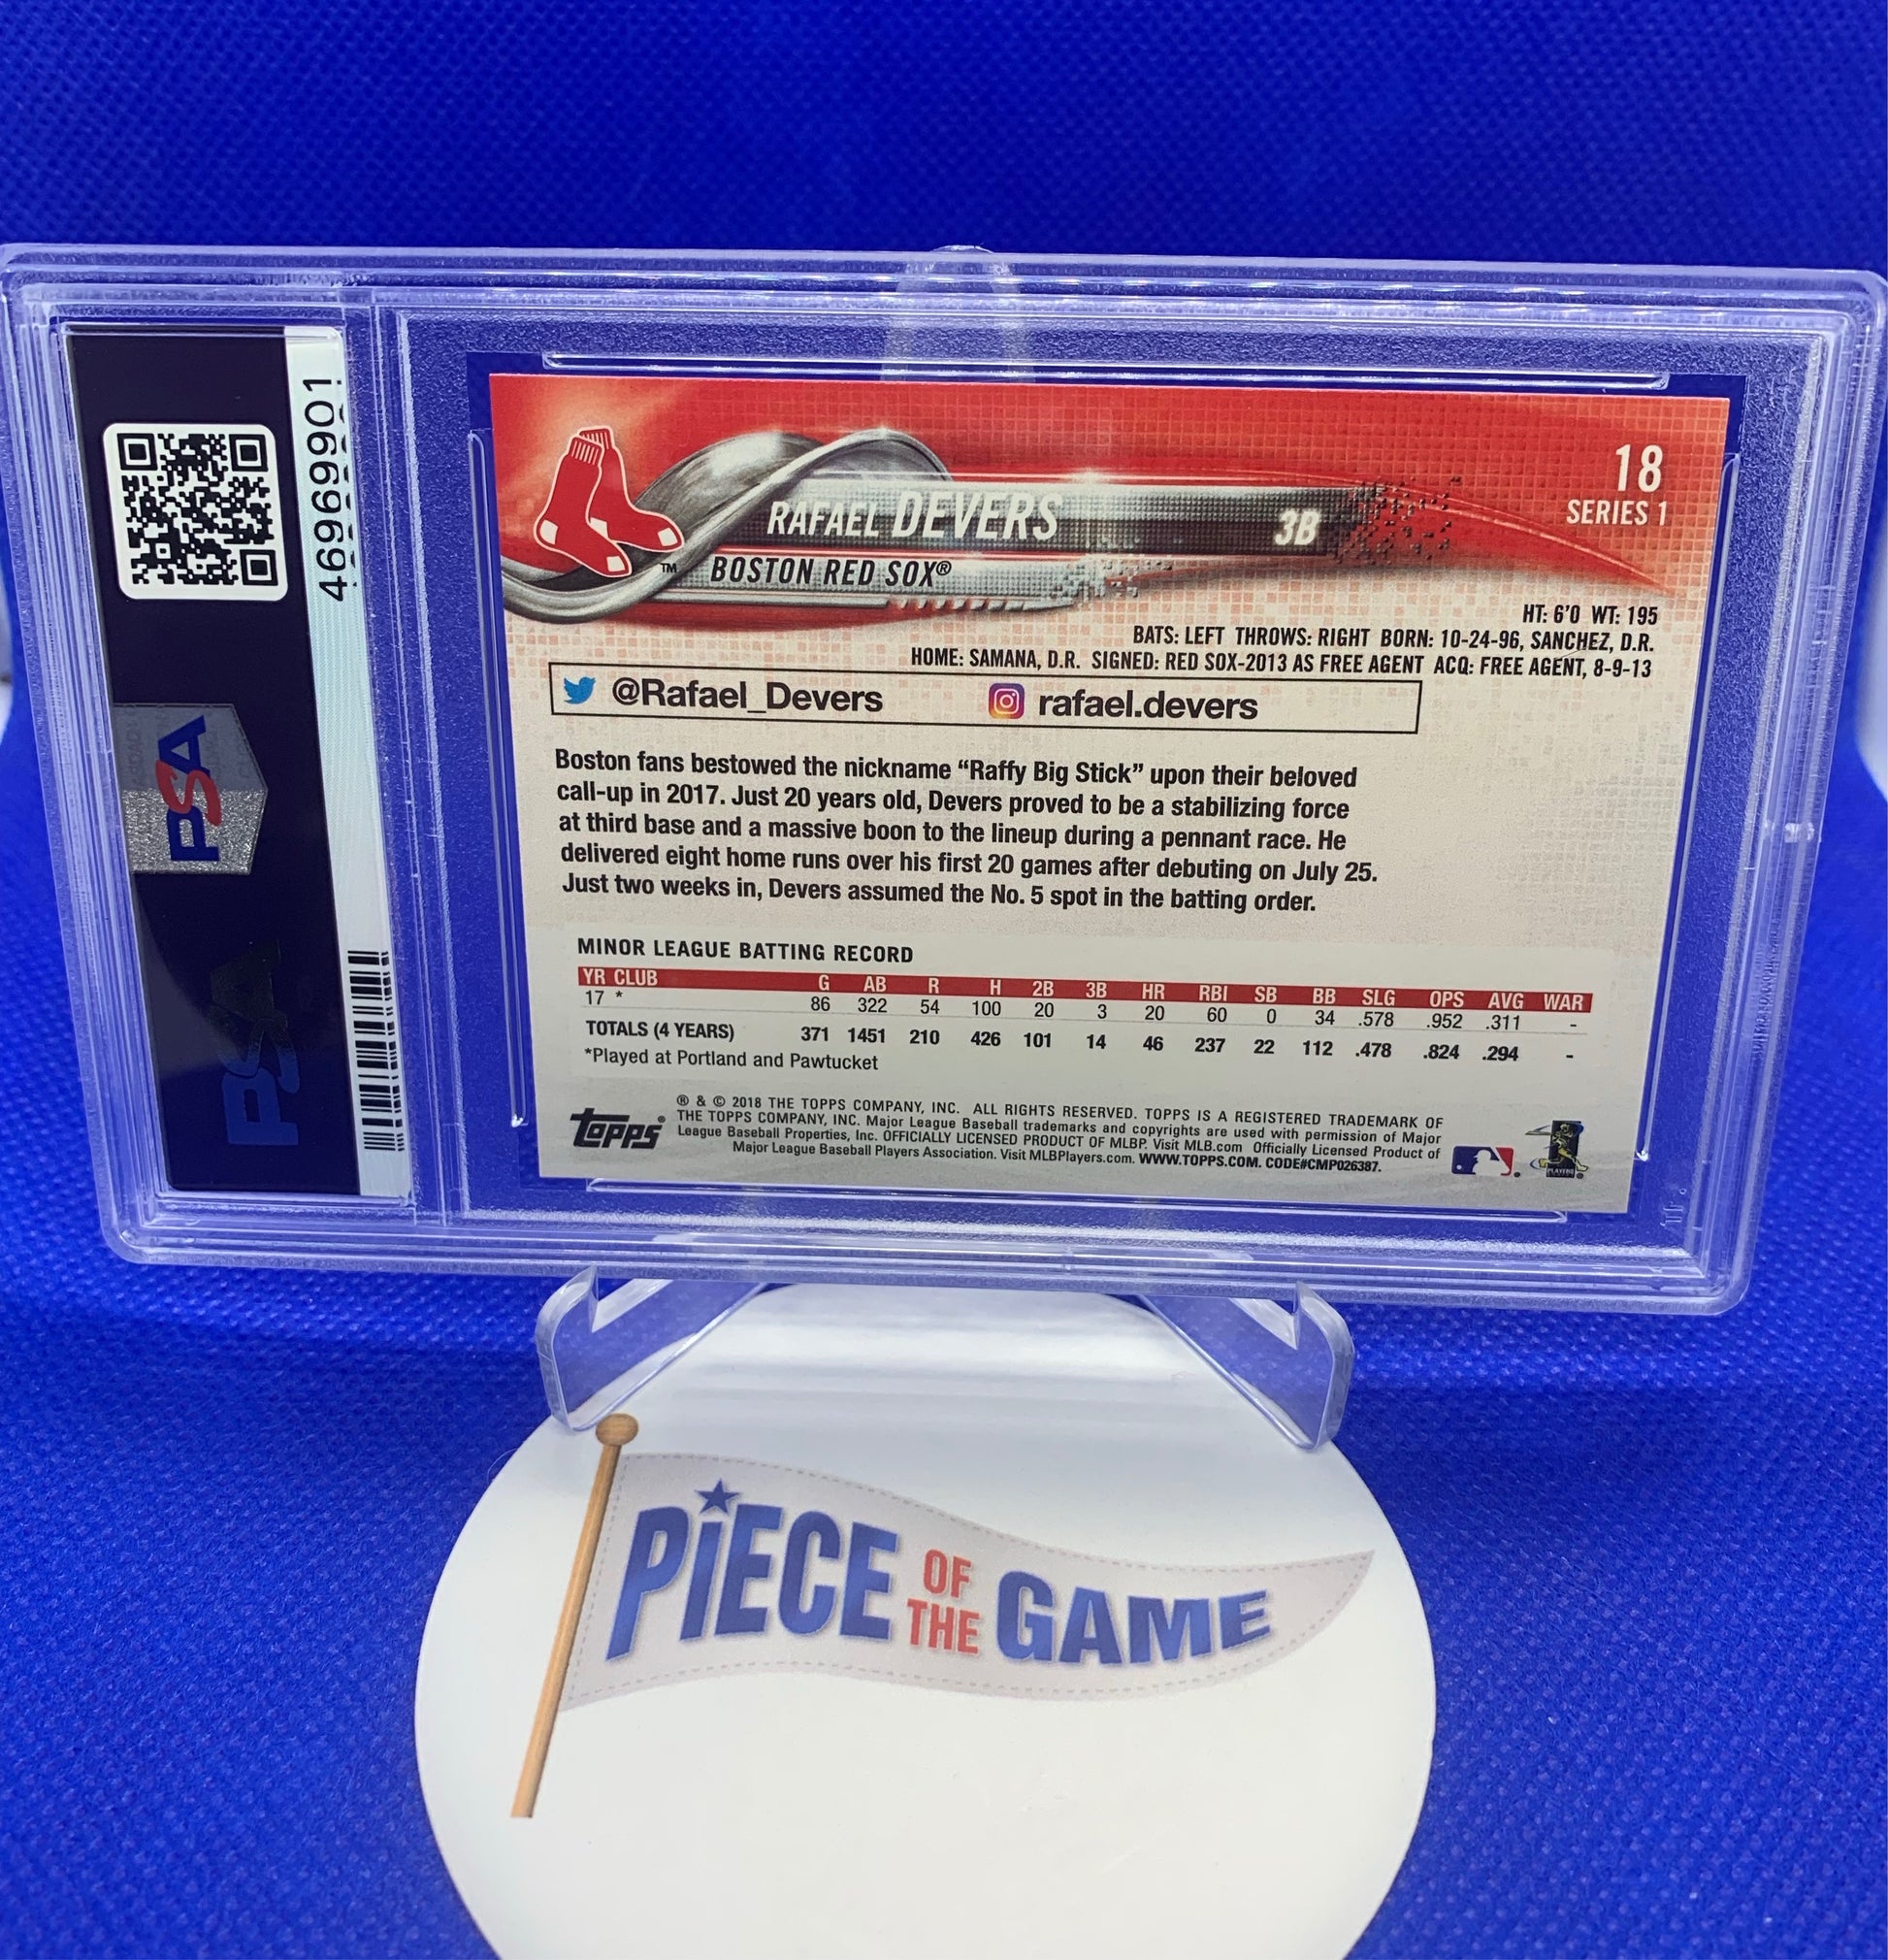 46969901
PSA
PSA
18
SERIES 1
RAFAEL DEVERS 3B
BOSTON RED SOX®
TM
HT: 6'0 WT: 195
BATS: LEFT THROWS: RIGHT BORN: 10-24-96, SANCHEZ, D.R.
HOME: SAMANA, D.R. SIGNED: RED SOX-2013 AS FREE AGENT ACQ: FREE AGENT, 8-9-13
@Rafael_Devers rafael.devers
Boston fans bestowed the nickname “Raffy Big Stick” upon their beloved
call-up in 2017. Just 20 years old, Devers proved to be a stabilizing force
at third base and a massive boon to the lineup during a pennant race. He
delivered eight home runs over his first 20 games after debuting on July 25.
Just two weeks in, Devers assumed the No. 5 spot in the batting order.
MINOR LEAGUE BATTING RECORD
YR CLUB G AB R H 2B 3B HR RBI SB BB SLG OPS AVG WAR
17 * 86 322 54 100 20 3 20 60 0 34 .578 .952 .311 -
TOTALS (4 YEARS) 371 1451 210 426 101 14 46 237 22 112 .478 .824 .294 -
*Played at Portland and Pawtucket
topps®
® & © 2018 THE TOPPS COMPANY, INC. ALL RIGHTS RESERVED. TOPPS IS A REGISTERED TRADEMARK OF
THE TOPPS COMPANY, INC. Major League Baseball trademarks and copyrights are used with permission of Major
League Baseball Properties, Inc. OFFICIALLY LICENSED PRODUCT OF MLBP. Visit MLB.com Officially Licensed Product of
Major League Baseball Players Association. Visit MLBPlayers.com. WWW.TOPPS.COM. CODE#CMP026387.
PLAYERS
PiECE OF THE GAME